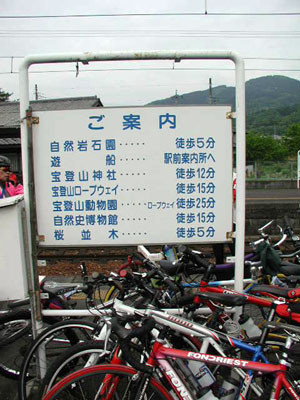 ご案内
自然岩石園‥‥‥徒歩5分
遊船‥‥‥駅前案内所へ
宝登山神社‥‥‥徒歩12分
宝登山ロープウェイ‥‥‥徒歩15分
宝登山動物園‥‥‥ロープウェイ徒歩25分
自然史博物館‥‥‥徒歩15分
桜並木‥‥‥徒歩5分
FONDRIEST